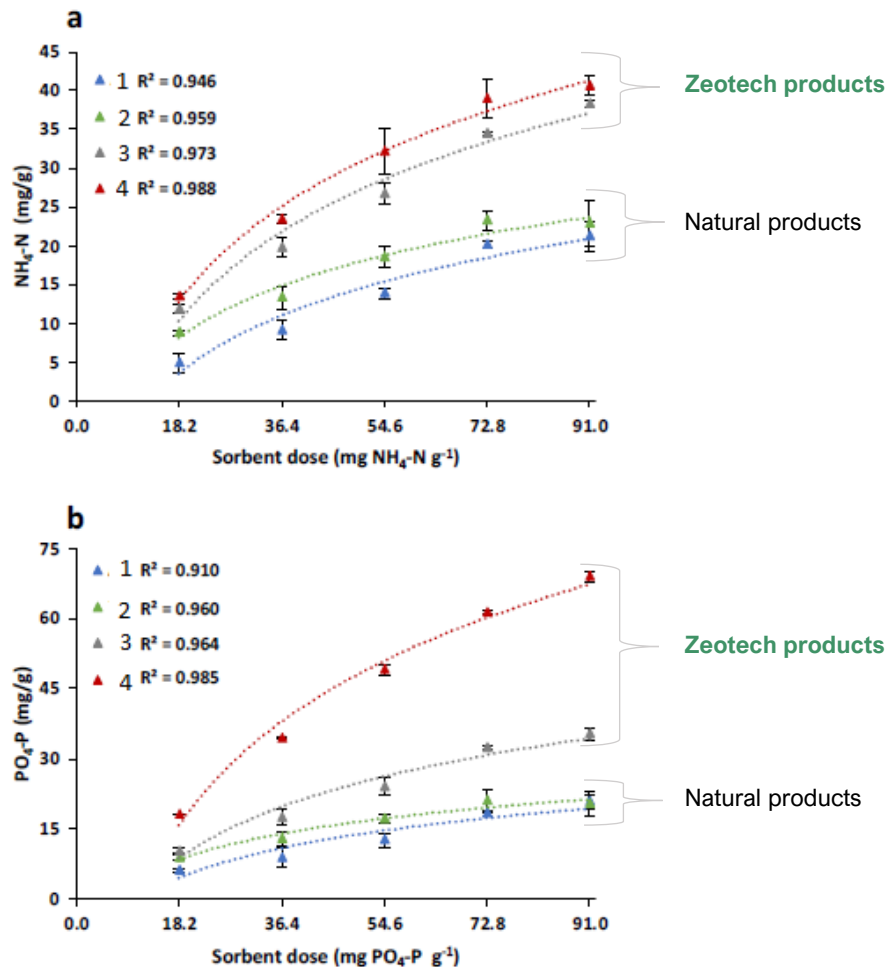 a
45
40
35
30
25
20
15
10
5
0
NH₄-N (mg/g)
1 R² = 0.946
2 R² = 0.959
3 R² = 0.973
4 R² = 0.988
Zeotech products
Natural products
0.0 18.2 36.4 54.6 72.8 91.0
Sorbent dose (mg NH₄-N g⁻¹)
b
75
60
45
30
15
0
PO₄-P (mg/g)
1 R² = 0.910
2 R² = 0.960
3 R² = 0.964
4 R² = 0.985
Zeotech products
Natural products
0.0 18.2 36.4 54.6 72.8 91.0
Sorbent dose (mg PO₄-P g⁻¹)